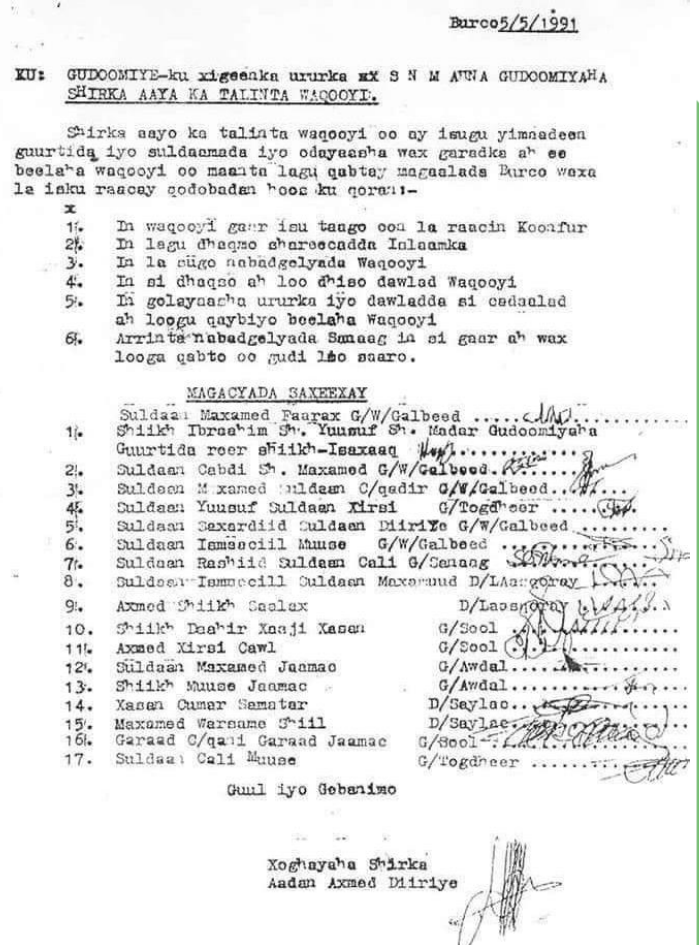 Burco 5/5/1991
KU: GUDOOMIYE-ku xigeenka ururka xX S N M AMNA GUDOOMIYAHA
SHIRKA AAYA KA TALINTA WAQOOYI.
Shirka aayo ka talinta waqooyi oo ay isugu yimaadeen
guurtida iyo suldaamada iyo odayaasha wax garadka ah ee
beelaha waqooyi oo maanta lagu qabtay magaalada Burco waxa
la isku raacay qodobadan hoos ku qoran:-
x
1. In waqooyi gaar isu taago oon la raacin Koonfur
2. In lagu dhaqmo shareecadda Islaamka
3. In la sugo nabadgelyada Waqooyi
4. In si dhaqso ah loo dhiso dawlad Waqooyi
5. In golayaasha ururka iyo dawladda si cadaalad
ah loogu qaybiyo beelaha Waqooyi
6. Arrinta nabadgelyada Sanaag in si gaar ah wax
looga qabto oo gudi loo saaro.
MAGACYADA SAXEEXAY
Suldaan Maxamed Faarax G/W/Galbeed
1. Shiikh Ibraahim Sh. Yuusuf Sh. Madar Gudoomiyaha
Guurtida reer shiikh-Isaxaaq
2. Suldaan Cabdi Sh. Maxamed G/W/Galbeed
3. Suldaan Maxamed Suldaan C/qadir G/W/Galbeed
4. Suldaan Yuusuf Suldaan Xirsi G/Togdheer
5. Suldaan Saxardiid Suldaan Diiriye G/W/Galbeed
6. Suldaan Ismaaciil Muuse G/W/Galbeed
7. Suldaan Rashiid Suldaan Cali G/Sanaag
8. Suldaan Ismaacill Suldaan Maxamuud
9. Axmed Shiikh Saalax
10. Shiikh Daahir Xaaji Xasan G/Sool
11. Axmed Xirsi Cawl G/Sool
12. Suldaan Maxamed Jaamac G/Awdal
13. Shiikh Muuse Jaamac G/Awdal
14. Xasan Cumar Samatar D/Saylac
15. Maxamed Warsame Shiil D/Saylac
16. Garaad C/qani Garaad Jaamac G/Sool
17. Suldaan Cali Muuse G/Togdheer
Guul iyo Gobanimo
Xoghayaha Shirka
Aadan Axmed Diiriye